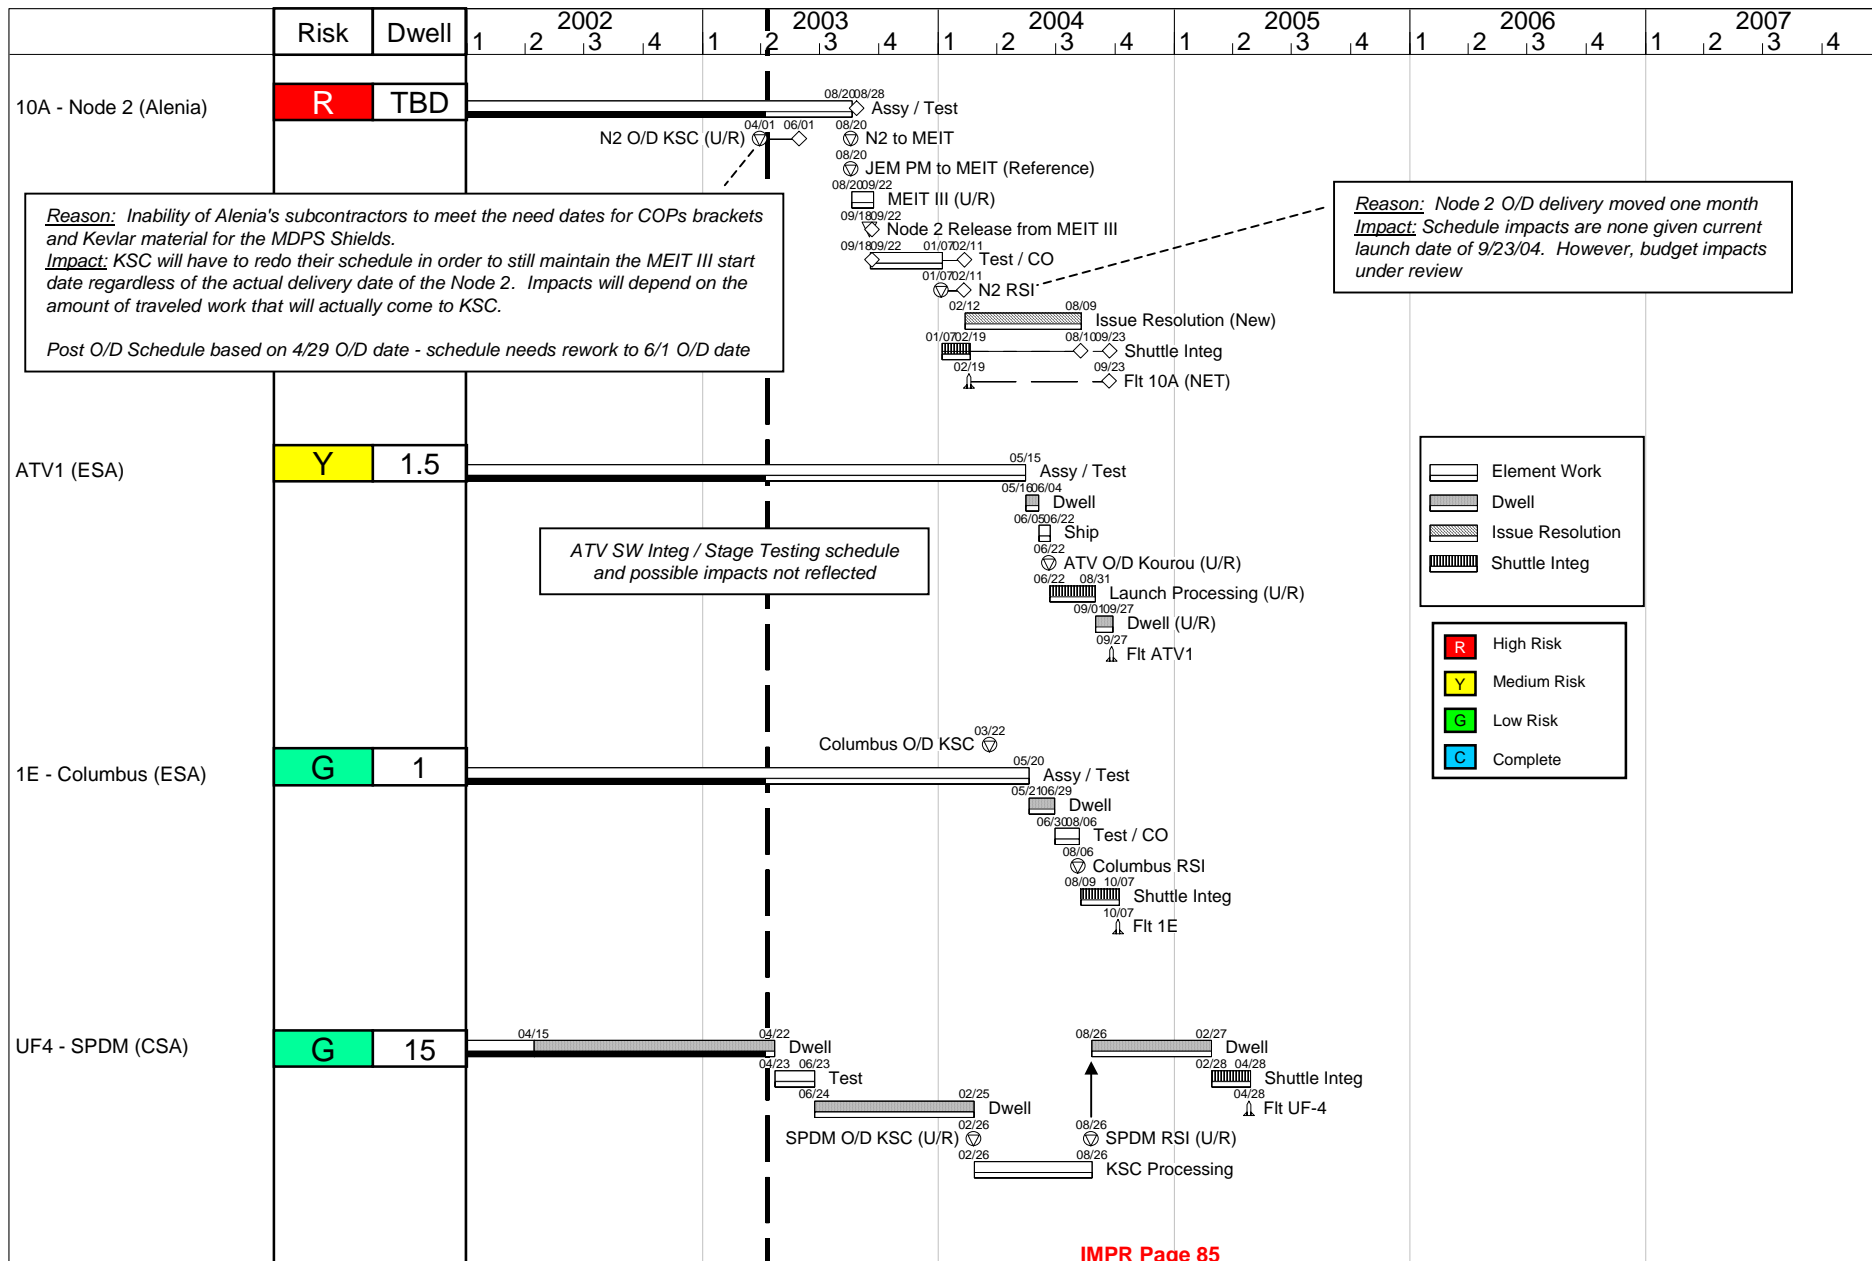 Risk Dwell 2002 2003 2004 2005 2006 2007
1 2 3 4 1 2 3 4 1 2 3 4 1 2 3 4 1 2 3 4 1 2 3 4
10A - Node 2 (Alenia) R TBD
08/20 08/28
Assy / Test
04/01 06/01 08/20
N2 O/D KSC (U/R) N2 to MEIT
08/20
JEM PM to MEIT (Reference)
08/20 09/22
MEIT III (U/R)
09/18 09/22
Node 2 Release from MEIT III
09/18 09/22 01/07 02/11
Test / CO
01/07 02/11
N2 RSI
02/12 08/09
Issue Resolution (New)
01/07 02/19 08/10 09/23
Shuttle Integ
02/19 09/23
Flt 10A (NET)
Reason: Inability of Alenia's subcontractors to meet the need dates for COPs brackets
and Kevlar material for the MDPS Shields.
Impact: KSC will have to redo their schedule in order to still maintain the MEIT III start
date regardless of the actual delivery date of the Node 2. Impacts will depend on the
amount of traveled work that will actually come to KSC.
Post O/D Schedule based on 4/29 O/D date - schedule needs rework to 6/1 O/D date
Reason: Node 2 O/D delivery moved one month
Impact: Schedule impacts are none given current
launch date of 9/23/04. However, budget impacts
under review
ATV1 (ESA) Y 1.5
05/15
Assy / Test
05/16 06/04
Dwell
06/05 06/22
Ship
06/22
ATV O/D Kourou (U/R)
06/22 08/31
Launch Processing (U/R)
09/01 09/27
Dwell (U/R)
09/27
Flt ATV1
ATV SW Integ / Stage Testing schedule
and possible impacts not reflected
Element Work
Dwell
Issue Resolution
Shuttle Integ
R High Risk
Y Medium Risk
G Low Risk
C Complete
1E - Columbus (ESA) G 1
03/22
Columbus O/D KSC
05/20
Assy / Test
05/21 06/29
Dwell
06/30 08/06
Test / CO
08/06
Columbus RSI
08/09 10/07
Shuttle Integ
10/07
Flt 1E
UF4 - SPDM (CSA) G 15
04/15 04/22 08/26 02/27
Dwell Dwell
04/23 06/23 02/28 04/28
Test Shuttle Integ
06/24 02/25 04/28
Dwell Flt UF-4
02/26 08/26
SPDM O/D KSC (U/R) SPDM RSI (U/R)
02/26 08/26
KSC Processing
IMPR Page 85